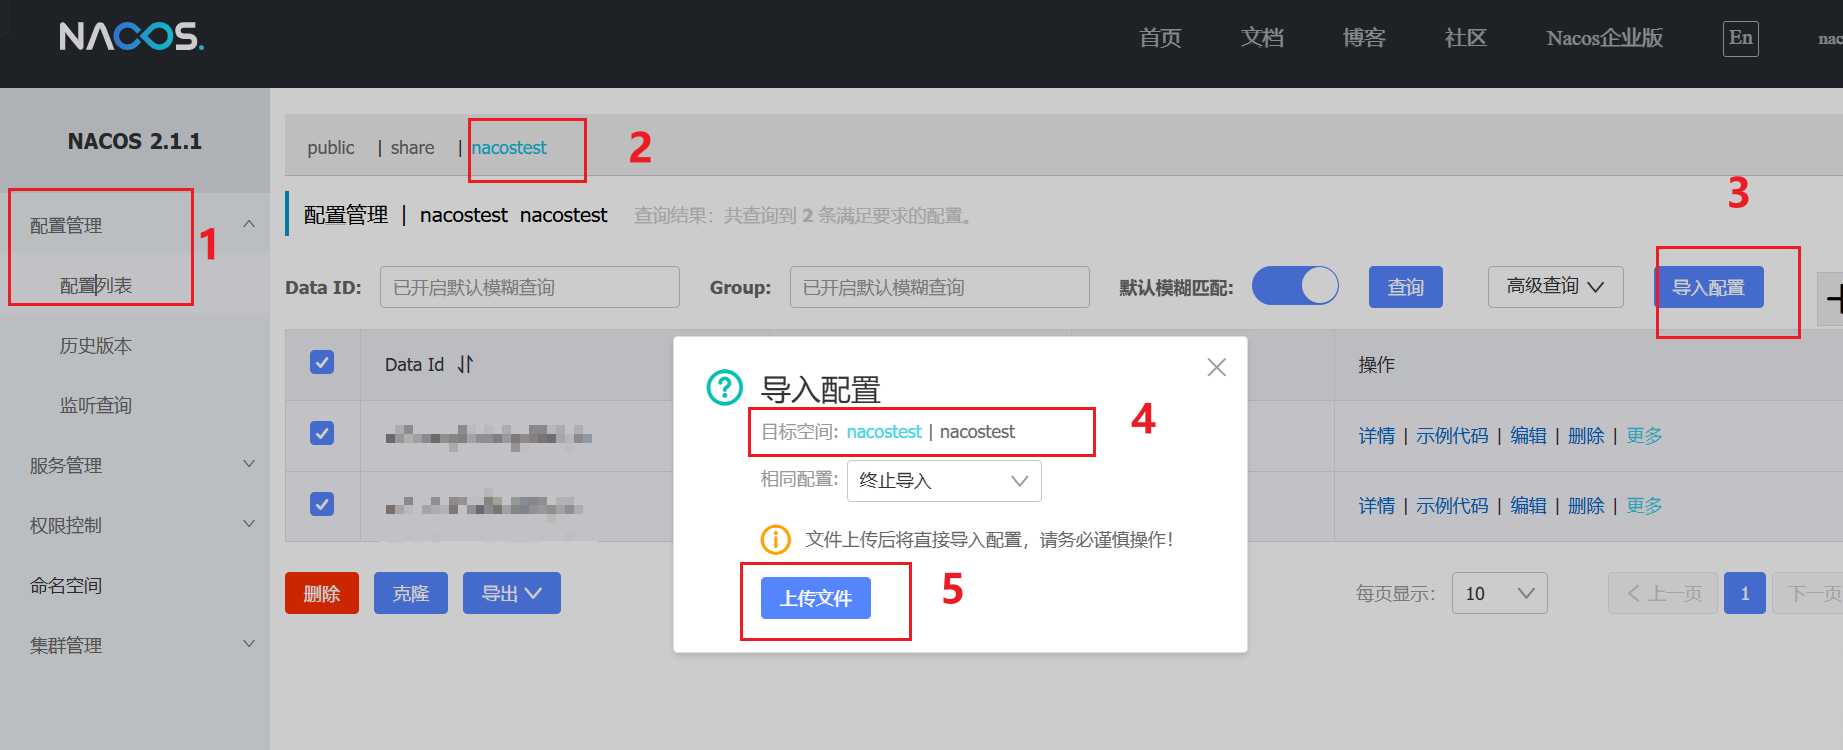 NACOS.
首页 文档 博客 社区 Nacos企业版 En nac
NACOS 2.1.1
配置管理
配置列表
历史版本
监听查询
服务管理
权限控制
命名空间
集群管理
1
public | share | nacostest
2
配置管理 | nacostest nacostest 查询结果：共查询到 2 条满足要求的配置。
3
Data ID: 已开启默认模糊查询 Group: 已开启默认模糊查询 默认模糊匹配: 查询 高级查询 导入配置
Data Id 操作
详情 | 示例代码 | 编辑 | 删除 | 更多
详情 | 示例代码 | 编辑 | 删除 | 更多
删除 克隆 导出 每页显示: 10 上一页 1 下一页
导入配置
目标空间: nacostest | nacostest
4
相同配置: 终止导入
文件上传后将直接导入配置，请务必谨慎操作！
上传文件
5